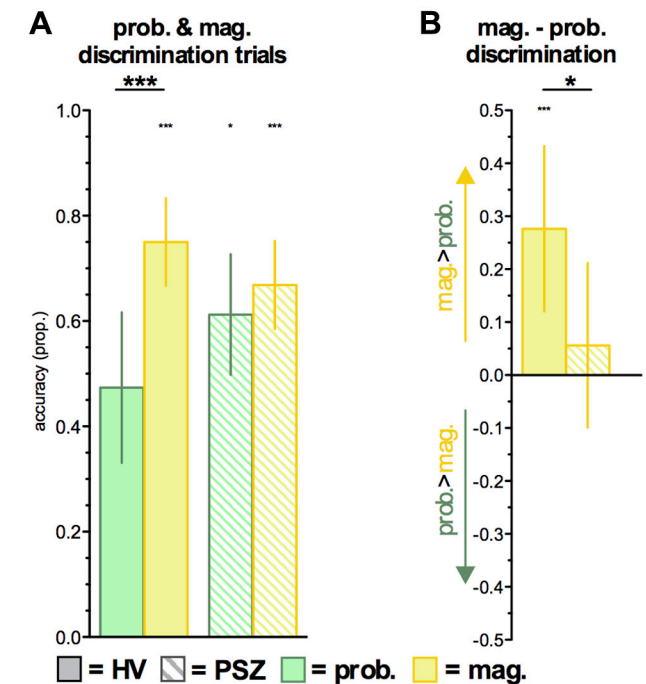 A
prob. & mag.
discrimination trials
***
1.0
0.8
0.6
0.4
0.2
0.0
accuracy (prop.)
***
*
***
B
mag. - prob.
discrimination
*
***
0.5
0.4
0.3
0.2
0.1
0.0
-0.1
-0.2
-0.3
-0.4
-0.5
mag.>prob.
prob.>mag.
= HV = PSZ = prob. = mag.